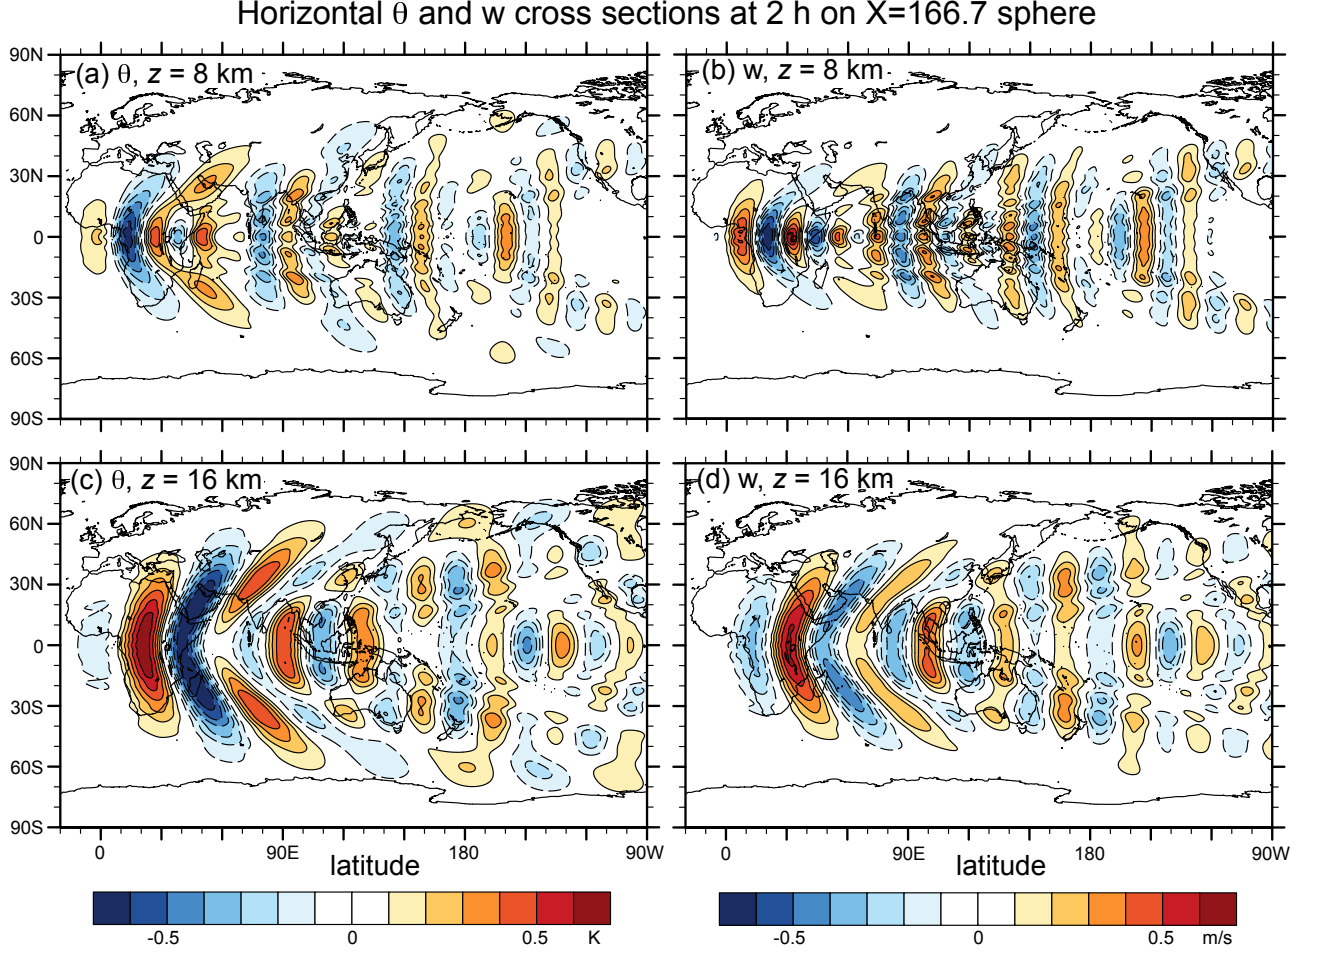 Horizontal θ and w cross sections at 2 h on X=166.7 sphere
(a) θ, z = 8 km
(b) w, z = 8 km
90N
60N
30N
0
30S
60S
90S
(c) θ, z = 16 km
(d) w, z = 16 km
90N
60N
30N
0
30S
60S
90S
0 90E 180 90W
0 90E 180 90W
latitude
latitude
-0.5 0 0.5 K
-0.5 0 0.5 m/s